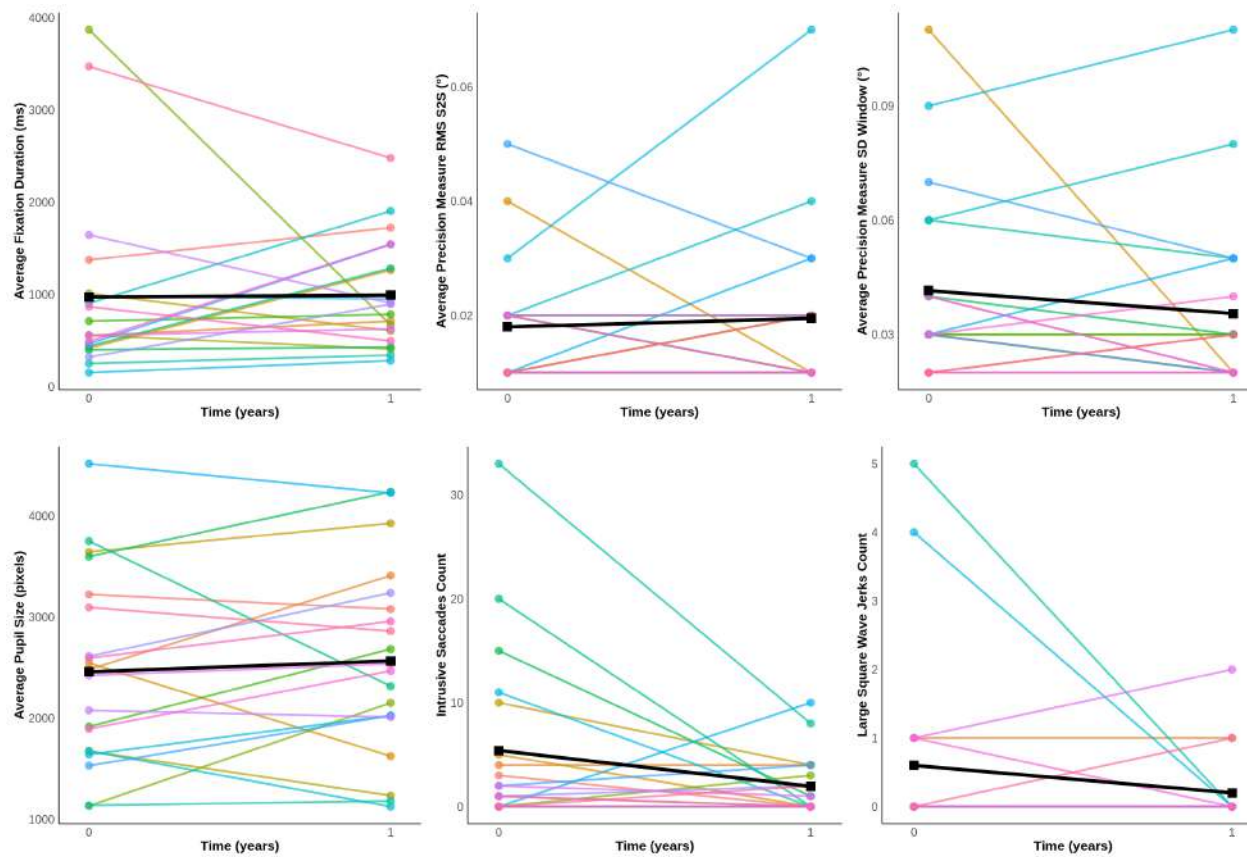 Average Fixation Duration (ms)
4000
3000
2000
1000
0
0 1
Time (years)
Average Precision Measure RMS S2S (°)
0.06
0.04
0.02
0 1
Time (years)
Average Precision Measure SD Window (°)
0.09
0.06
0.03
0 1
Time (years)
Average Pupil Size (pixels)
4000
3000
2000
1000
0 1
Time (years)
Intrusive Saccades Count
30
20
10
0
0 1
Time (years)
Large Square Wave Jerks Count
5
4
3
2
1
0
0 1
Time (years)